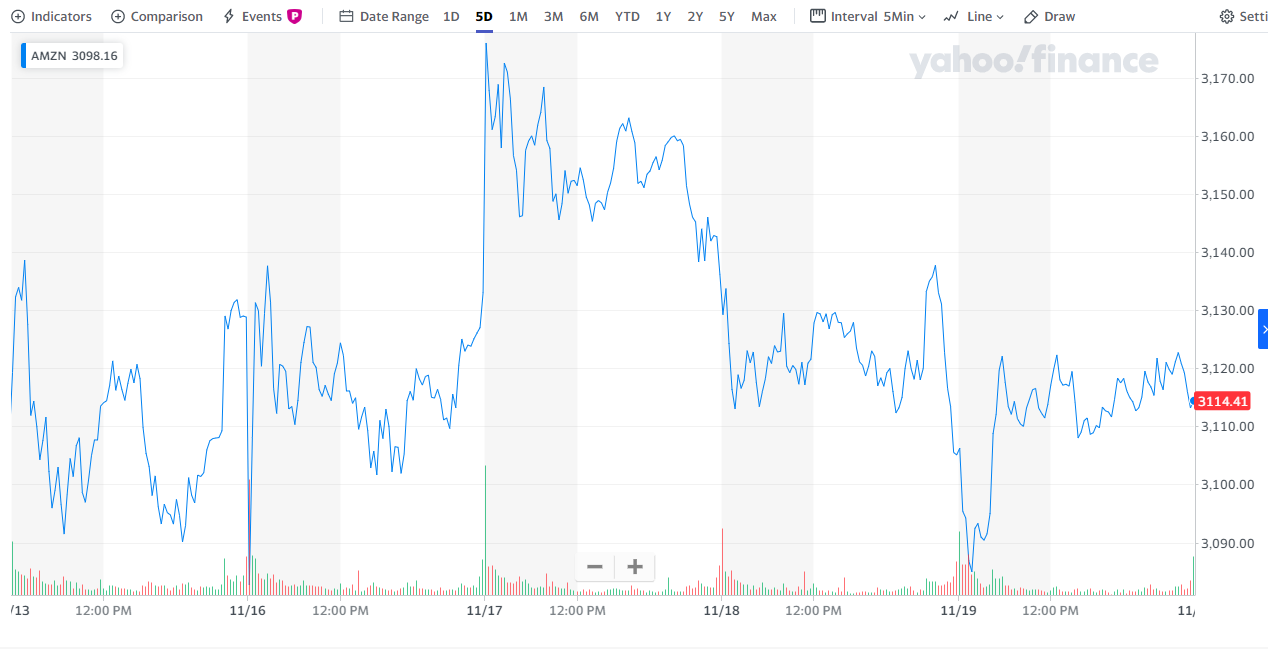 Indicators Comparison Events P Date Range 1D 5D 1M 3M 6M YTD 1Y 2Y 5Y Max Interval 5Min Line Draw Setti
AMZN 3098.16
yahoo!finance
3,170.00
3,160.00
3,150.00
3,140.00
3,130.00
3,120.00
3114.41
3,110.00
3,100.00
3,090.00
/13 12:00 PM 11/16 12:00 PM 11/17 12:00 PM 11/18 12:00 PM 11/19 12:00 PM 11/